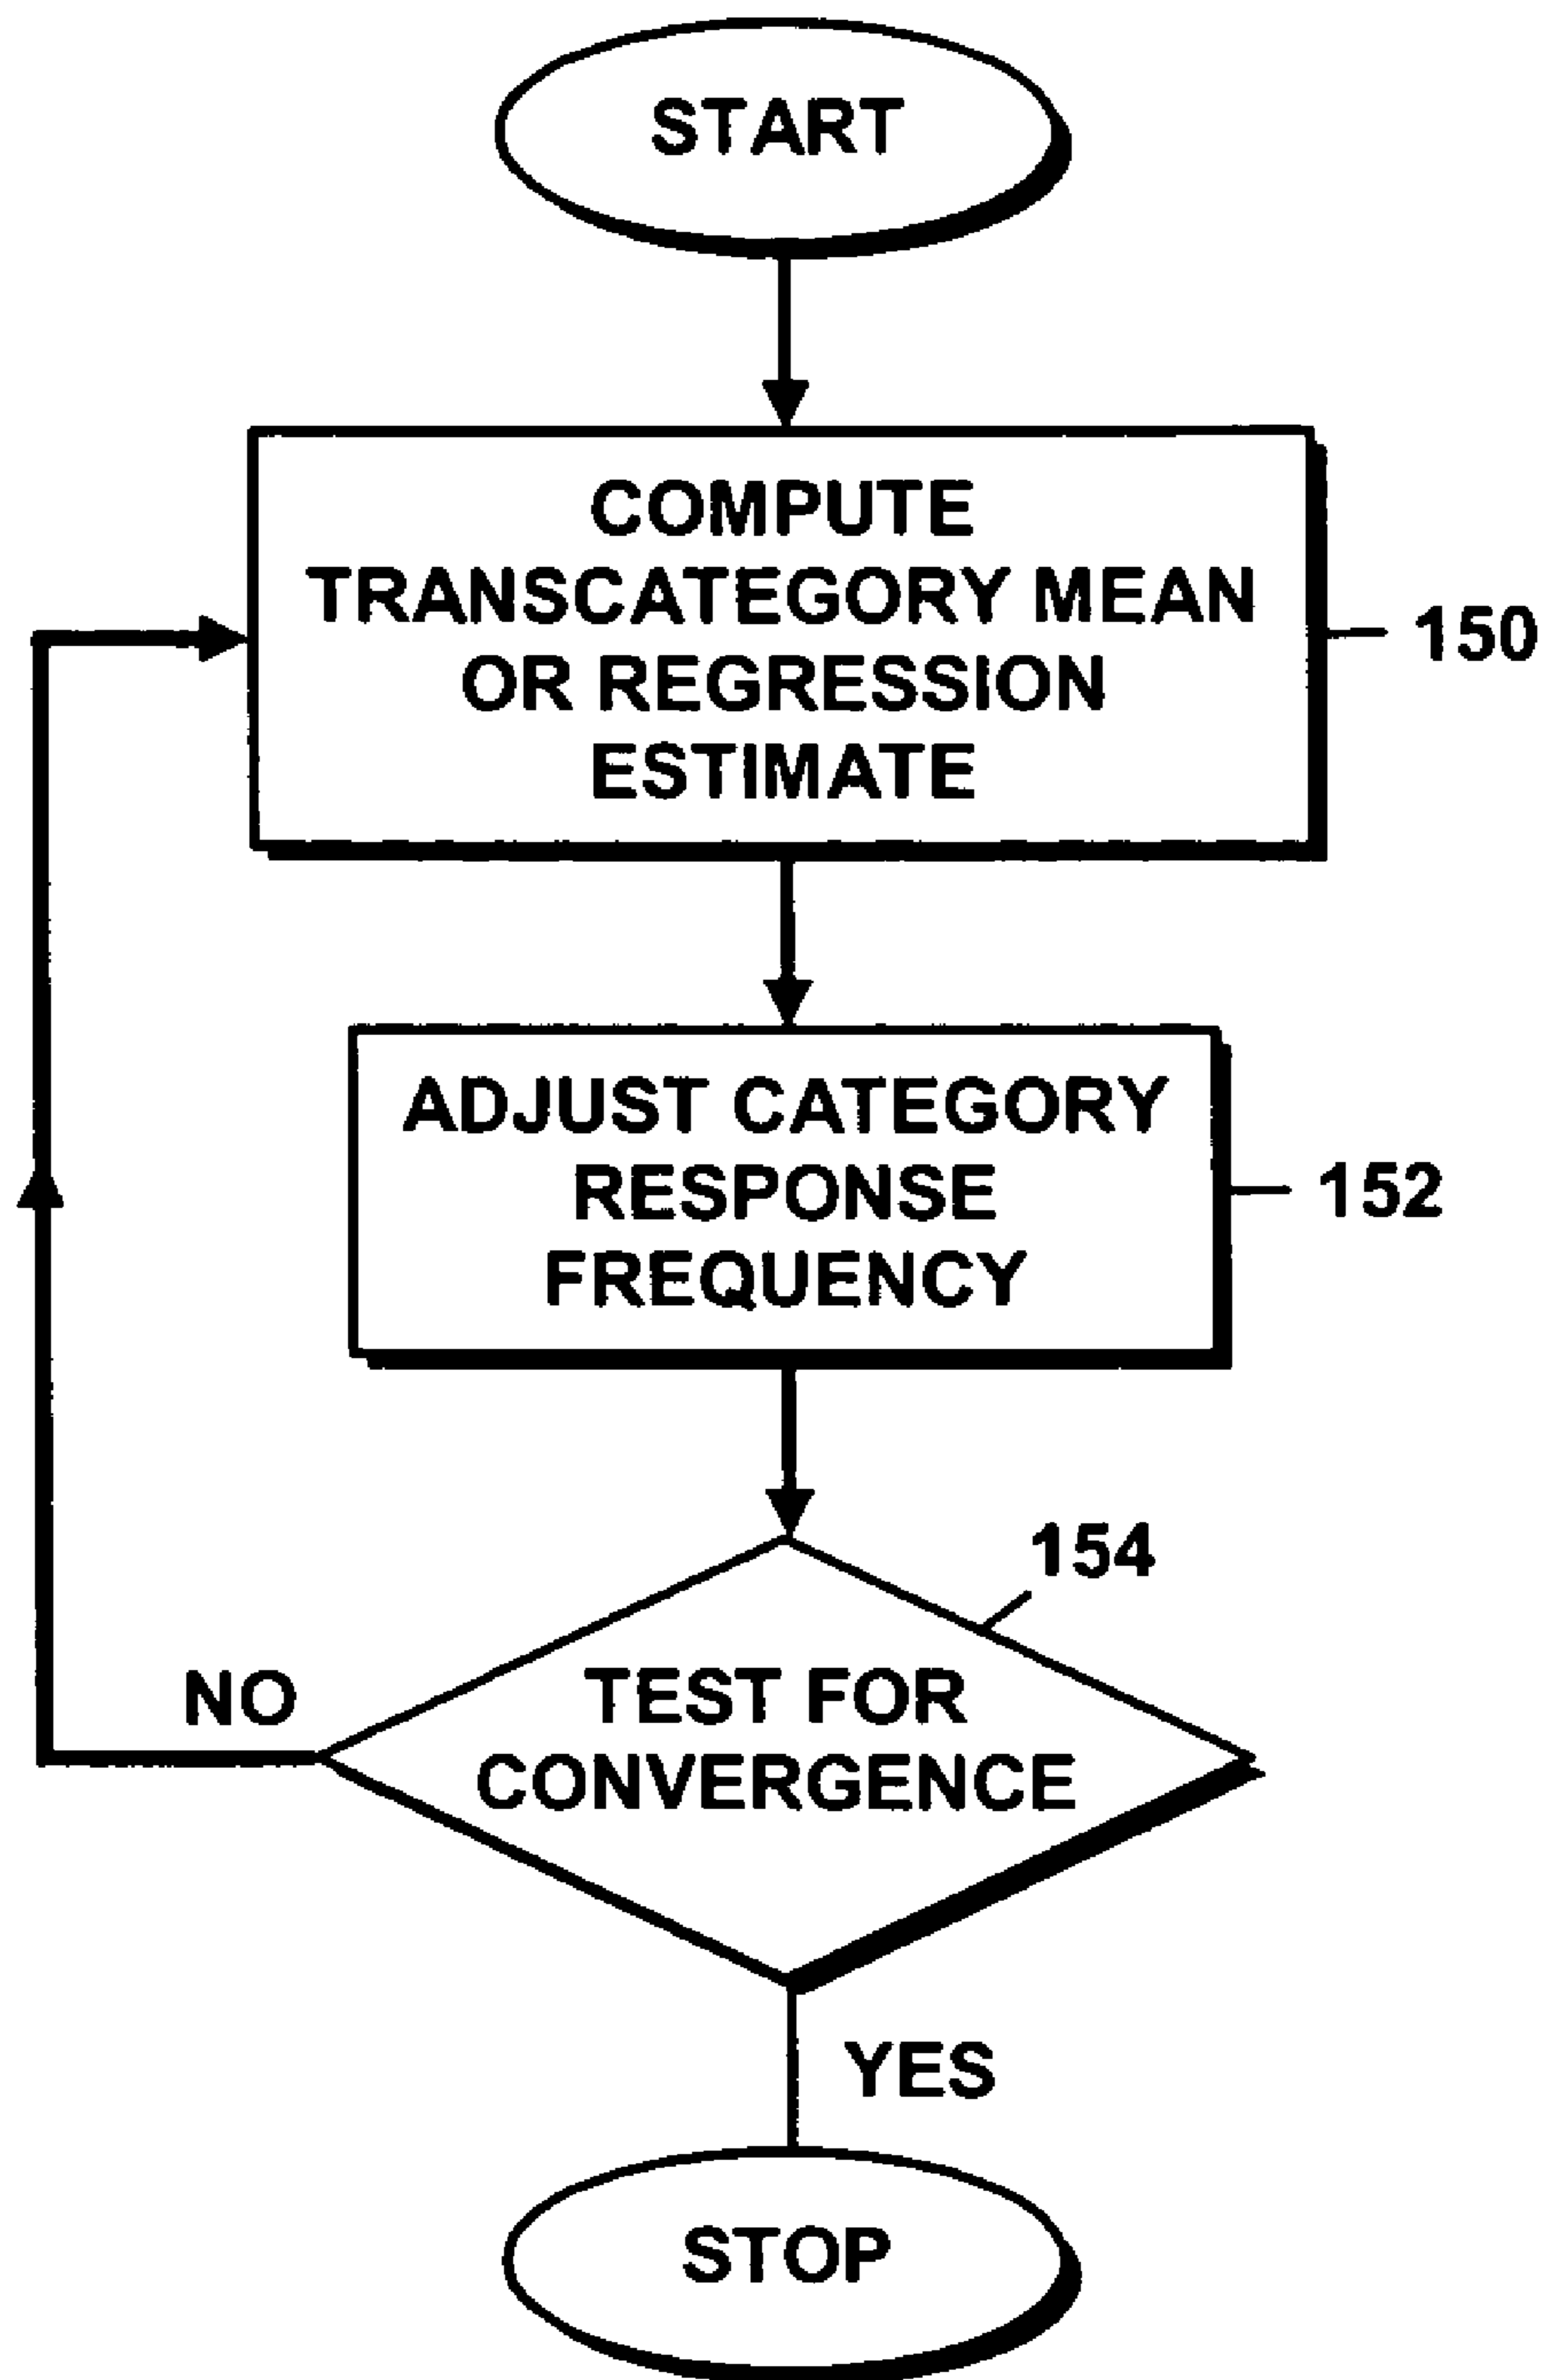 START
COMPUTE
TRANSCATEGORY MEAN
OR REGRESSION
ESTIMATE
150
ADJUST CATEGORY
RESPONSE
FREQUENCY
152
154
NO
TEST FOR
CONVERGENCE
YES
STOP